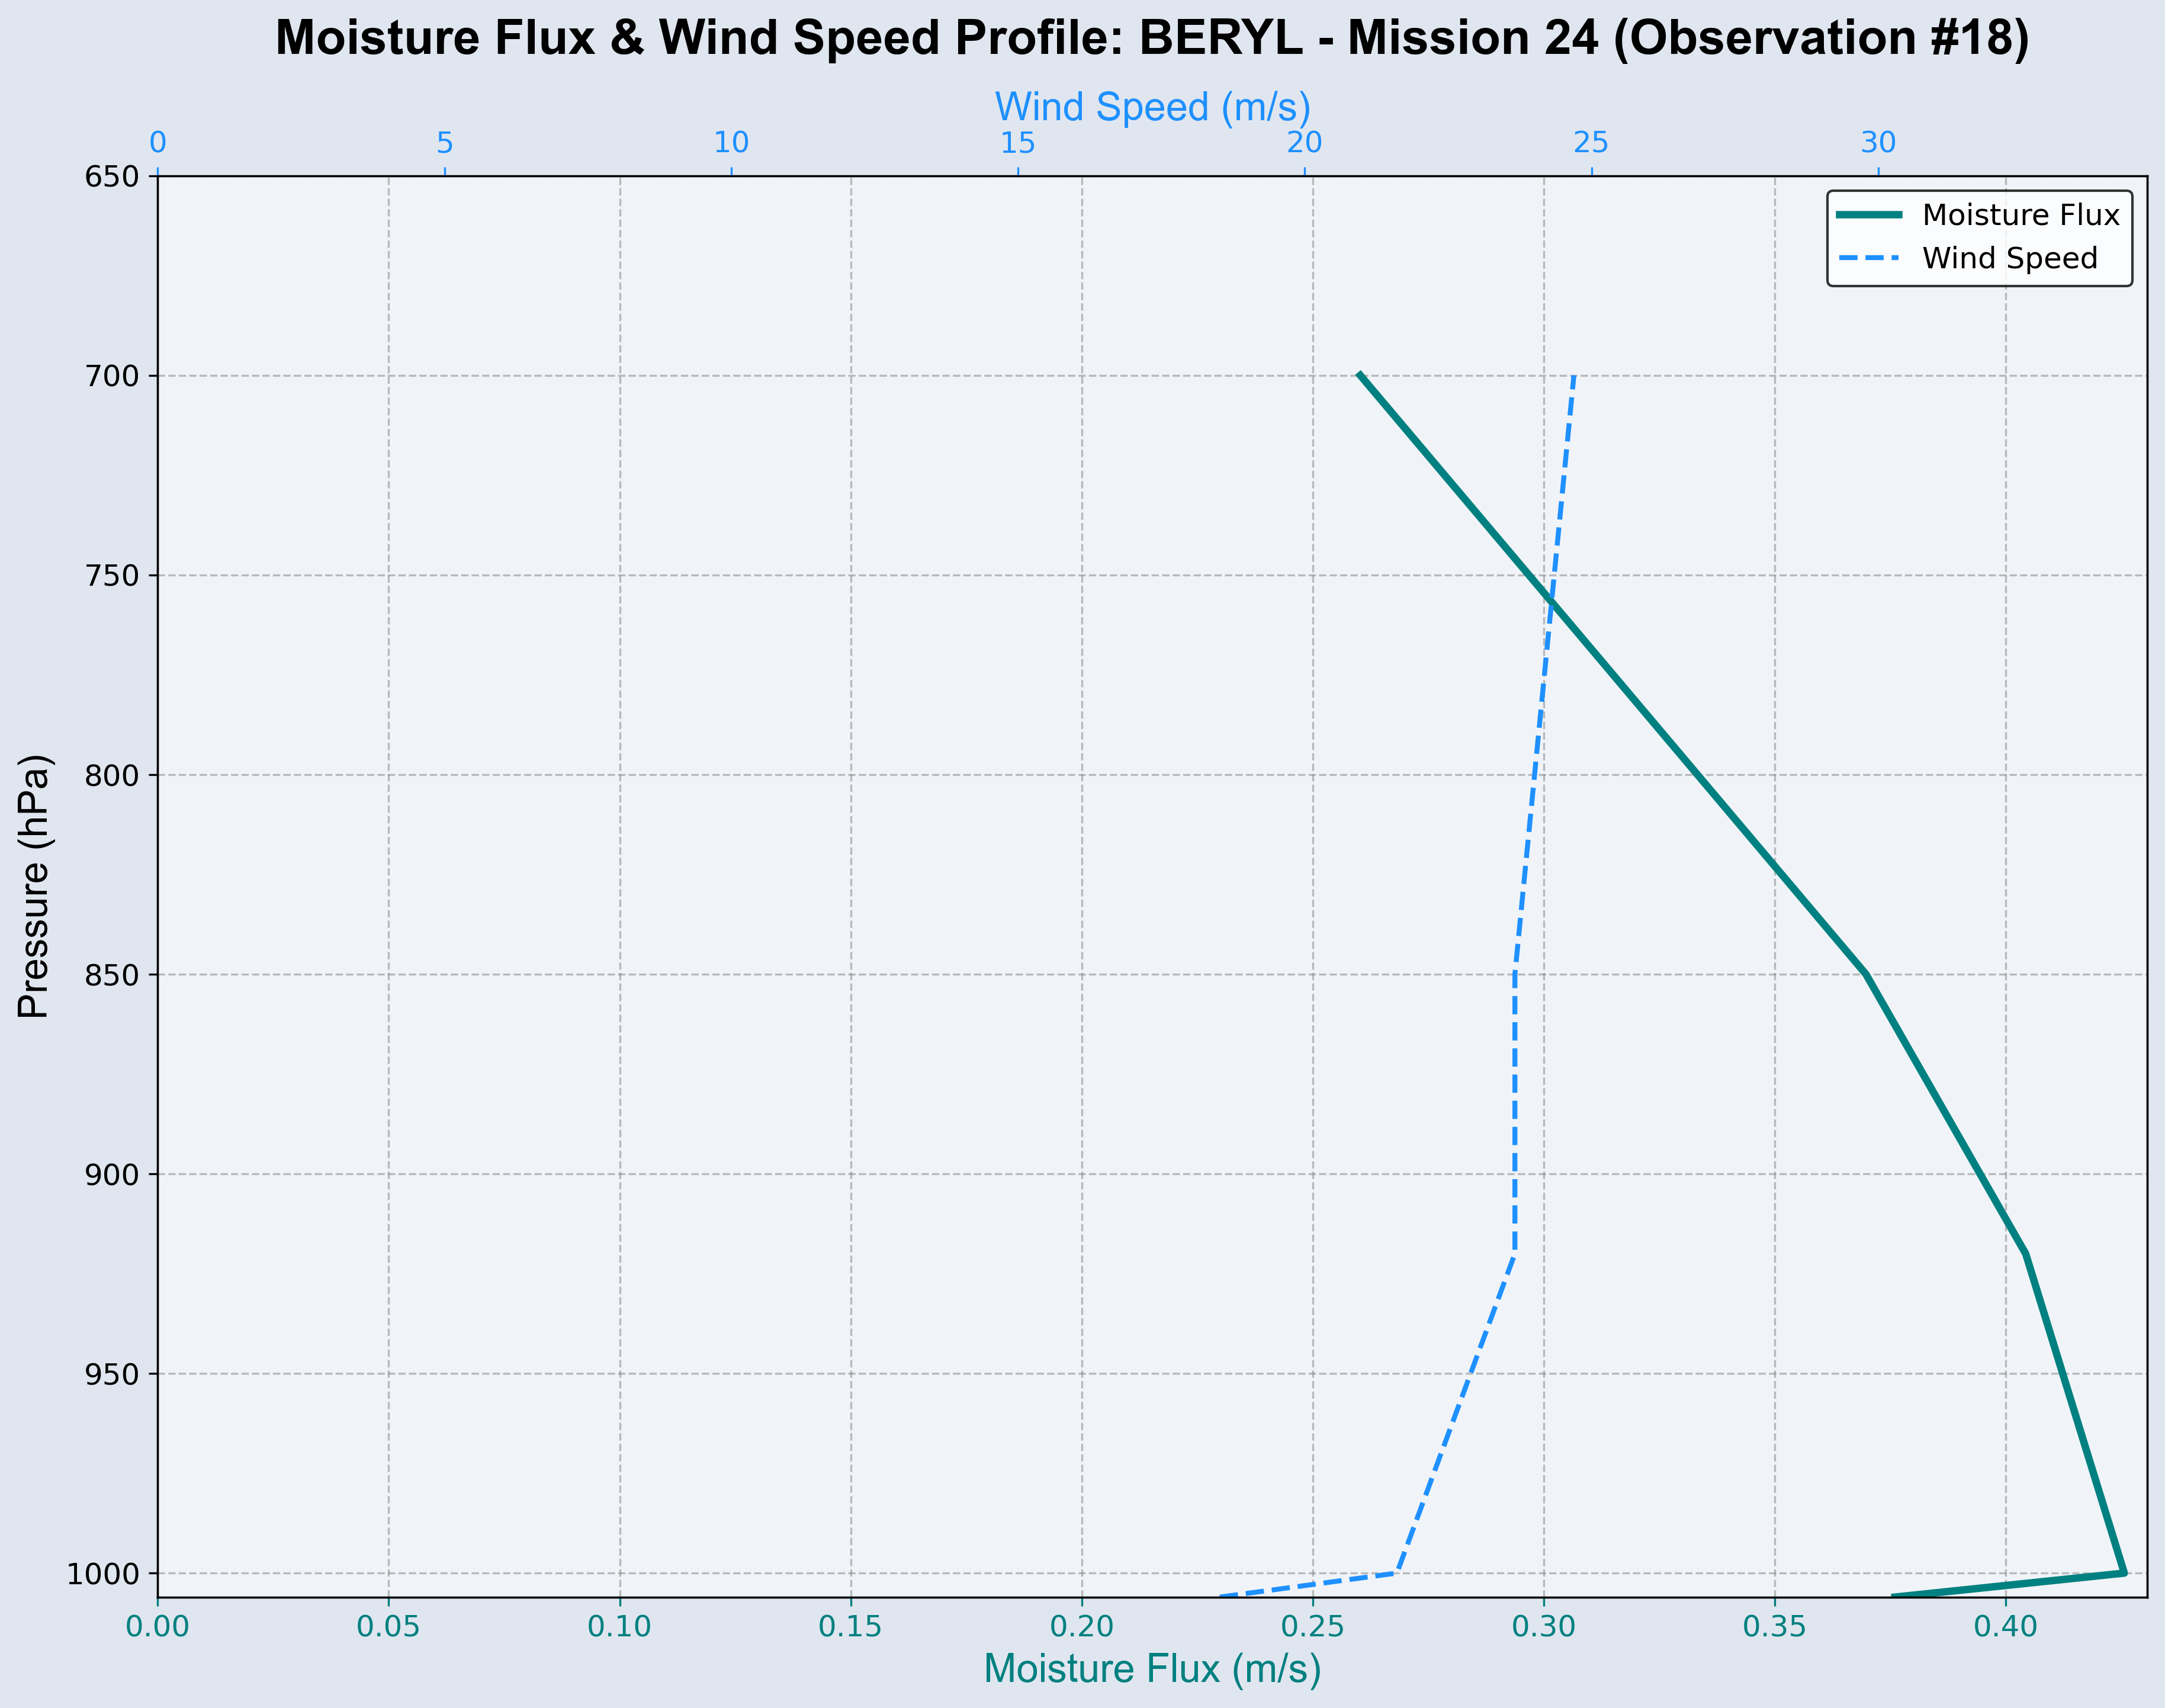 Moisture Flux & Wind Speed Profile: BERYL - Mission 24 (Observation #18)
Wind Speed (m/s)
0 5 10 15 20 25 30
Moisture Flux
Wind Speed
Pressure (hPa)
650
700
750
800
850
900
950
1000
0.00 0.05 0.10 0.15 0.20 0.25 0.30 0.35 0.40
Moisture Flux (m/s)